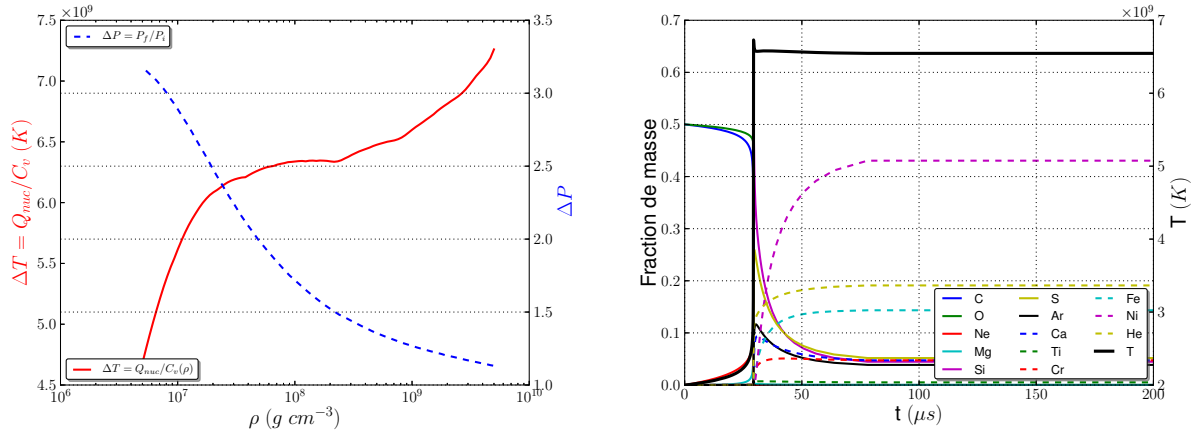 7.5 ×10⁹
7.0
6.5
6.0
5.5
5.0
4.5
ΔT = Q_nuc/C_v (K)
ΔP = P_f/P_i
ΔT = Q_nuc/C_v(ρ)
10⁶ 10⁷ 10⁸ 10⁹ 10¹⁰
ρ (g cm⁻³)
3.5
3.0
2.5
2.0
1.5
1.0
ΔP
0.7
0.6
0.5
0.4
0.3
0.2
0.1
0.0
Fraction de masse
0 50 100 150 200
t (μs)
×10⁹
7
6
5
4
3
2
T (K)
C S Fe
O Ar Ni
Ne Ca He
Mg Ti T
Si Cr